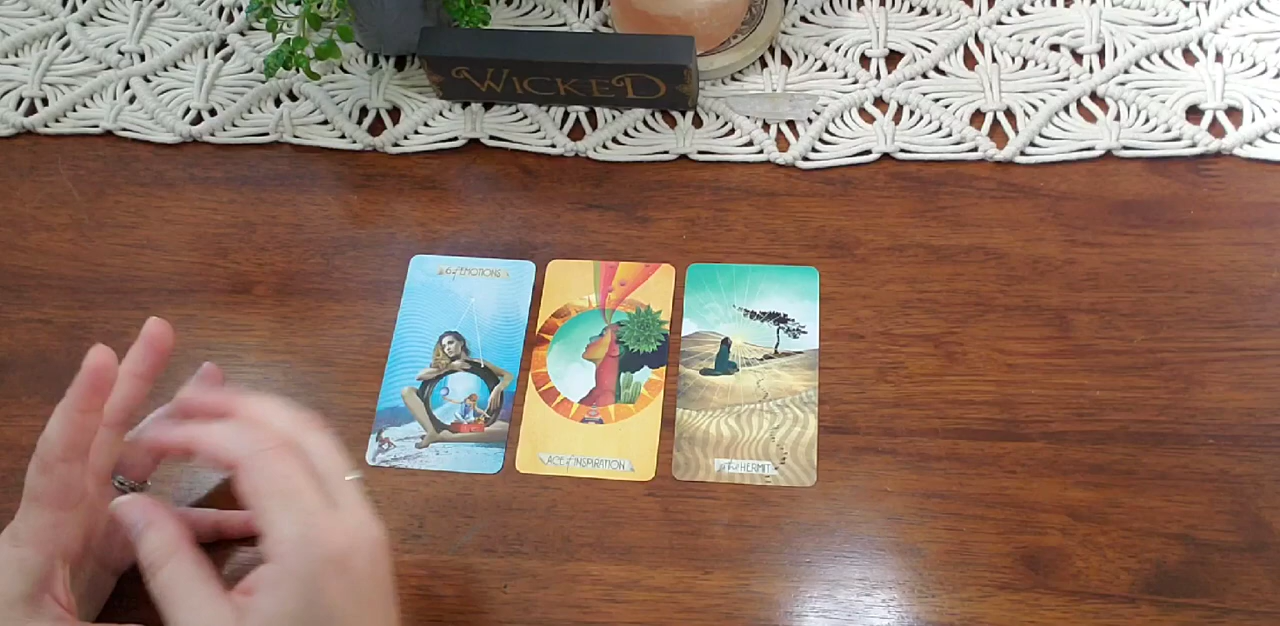 WICKED
6 of EMOTIONS
ACE of INSPIRATION
the HERMIT